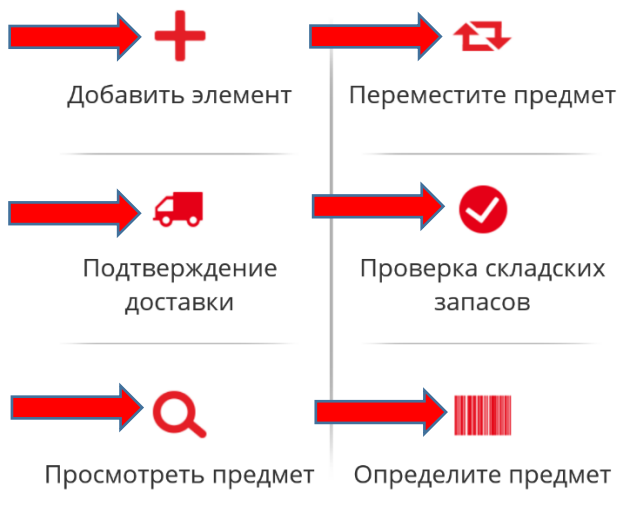 Добавить элемент
Переместите предмет
Подтверждение
доставки
Проверка складских
запасов
Просмотреть предмет
Определите предмет